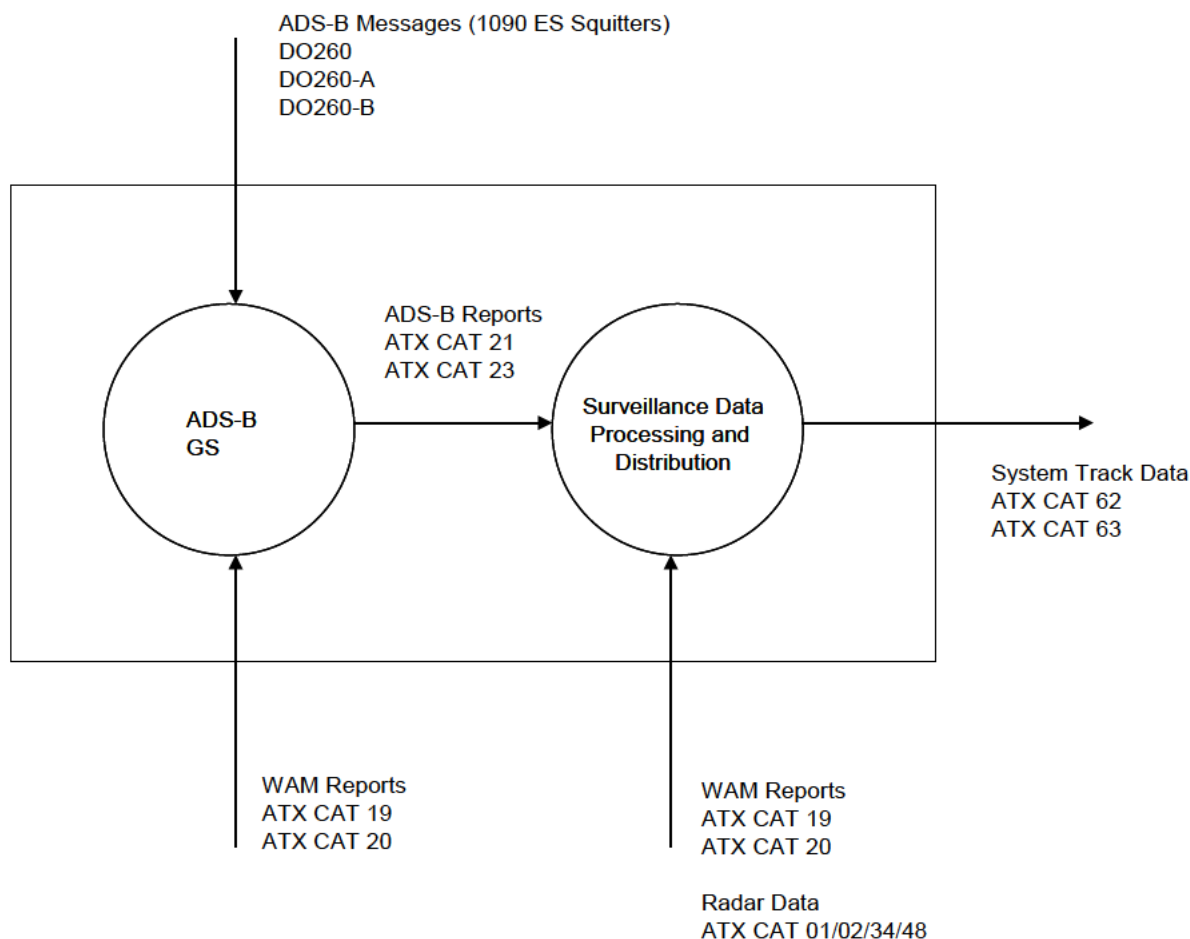 ADS-B Messages (1090 ES Squitters)
DO260
DO260-A
DO260-B
ADS-B Reports
ATX CAT 21
ATX CAT 23
ADS-B
GS
Surveillance Data
Processing and
Distribution
System Track Data
ATX CAT 62
ATX CAT 63
WAM Reports
ATX CAT 19
ATX CAT 20
WAM Reports
ATX CAT 19
ATX CAT 20
Radar Data
ATX CAT 01/02/34/48